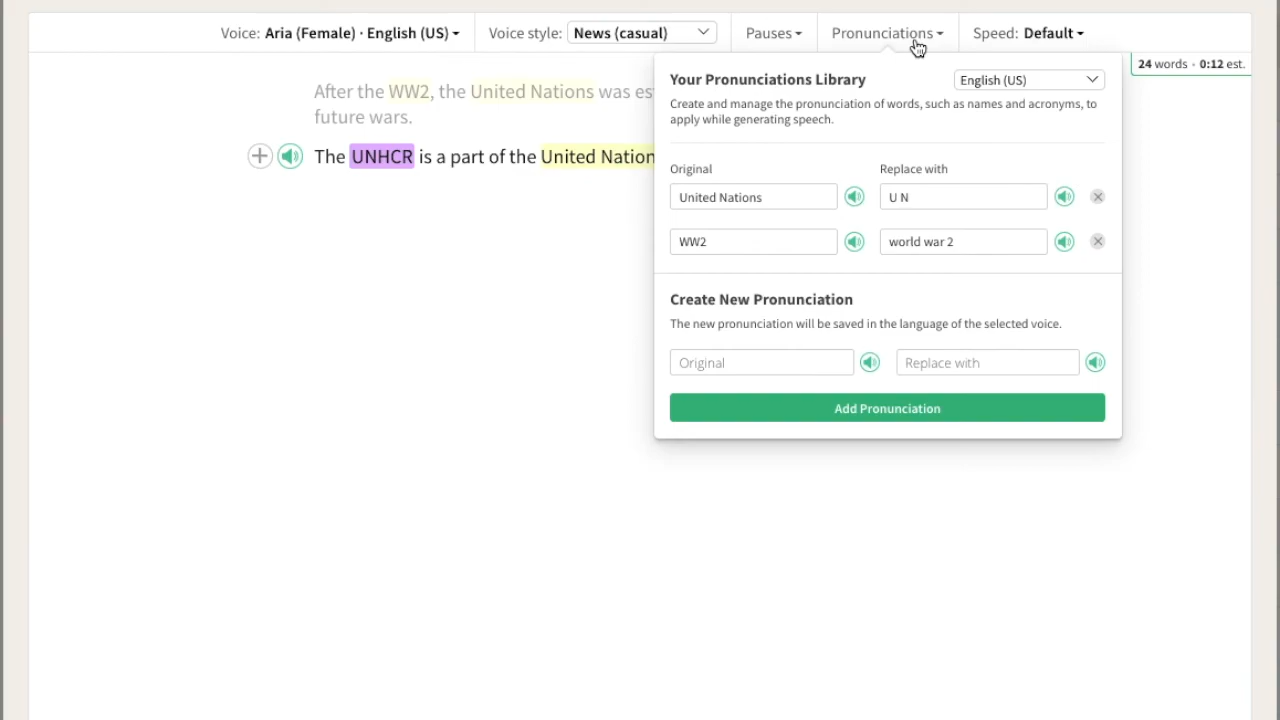 Voice: Aria (Female) · English (US) Voice style: News (casual) Pauses Pronunciations Speed: Default
24 words · 0:12 est.
After the WW2, the United Nations was
future wars.
The UNHCR is a part of the United
Your Pronunciations Library English (US)
Create and manage the pronunciation of words, such as names and acronyms, to
apply while generating speech.
Original Replace with
United Nations U N
WW2 world war 2
Create New Pronunciation
The new pronunciation will be saved in the language of the selected voice.
Original Replace with
Add Pronunciation